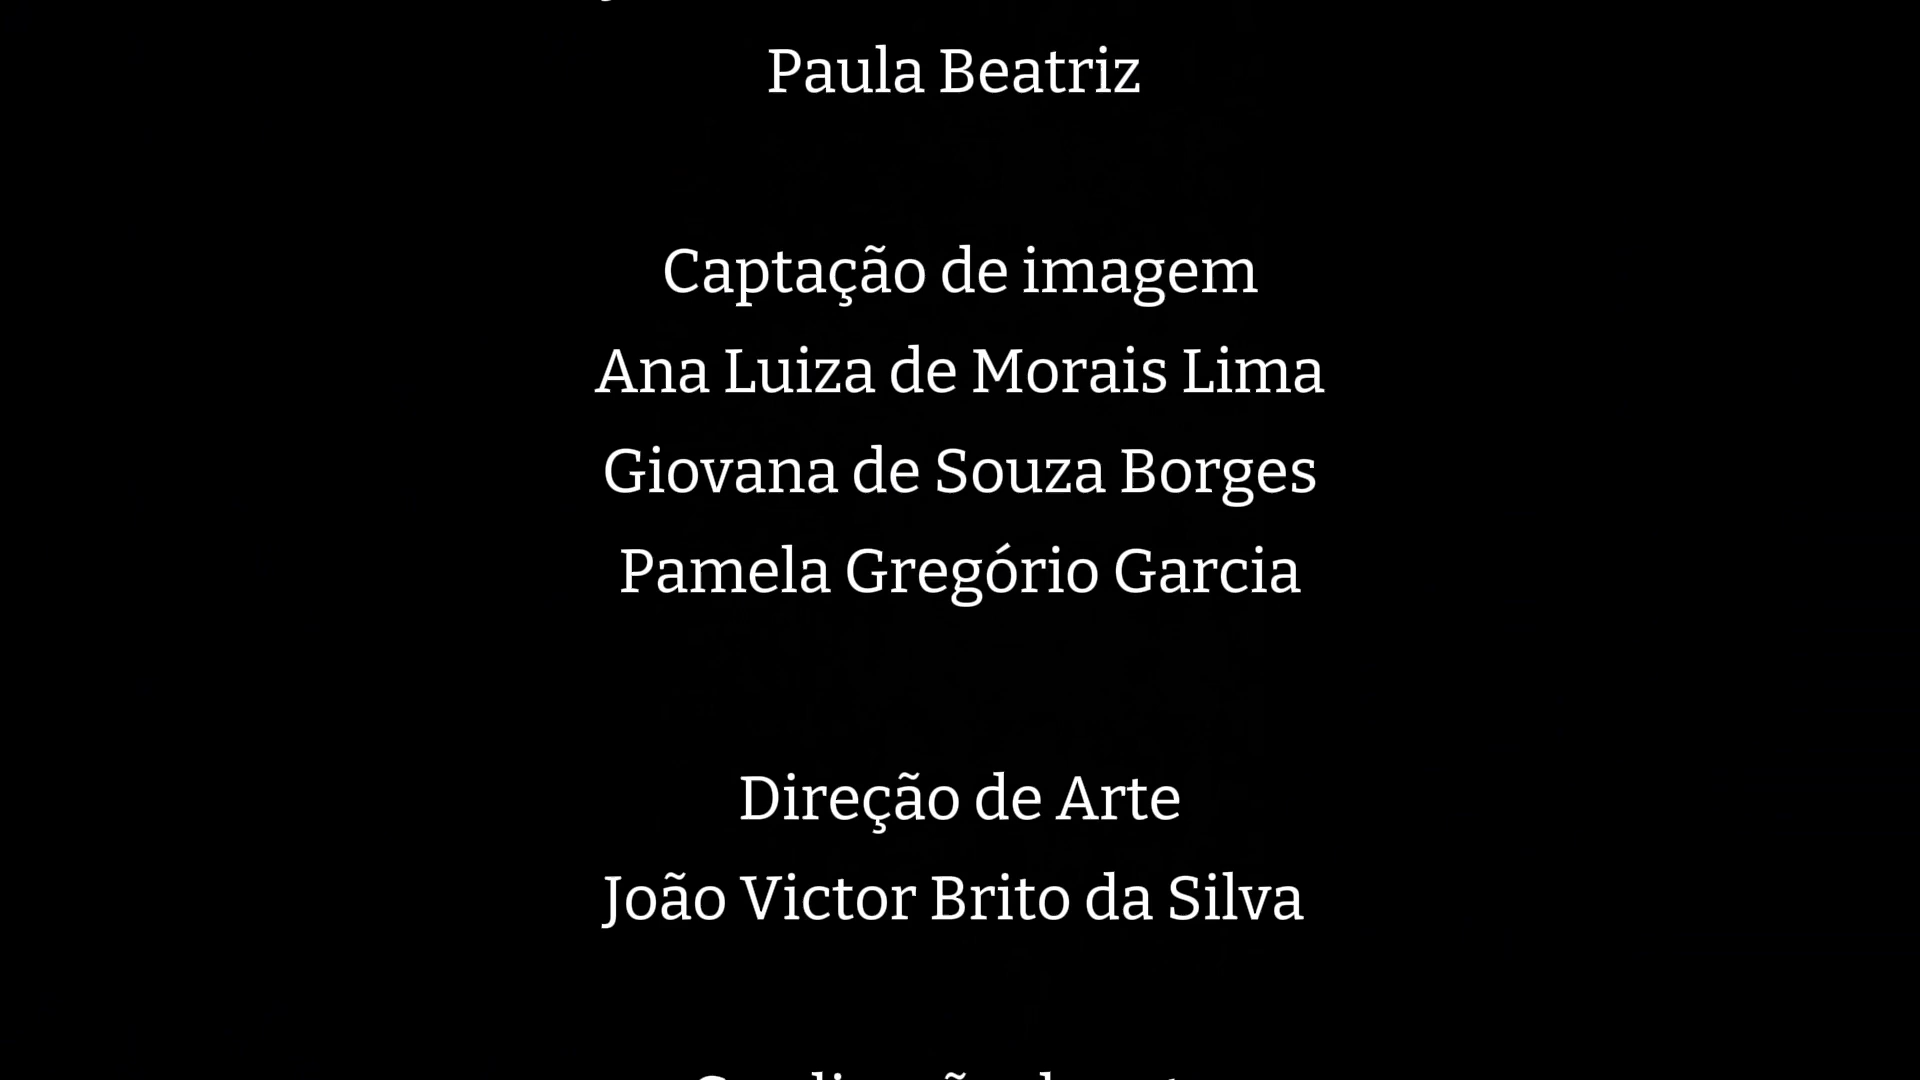 Paula Beatriz
Captação de imagem
Ana Luiza de Morais Lima
Giovana de Souza Borges
Pamela Gregório Garcia
Direção de Arte
João Victor Brito da Silva